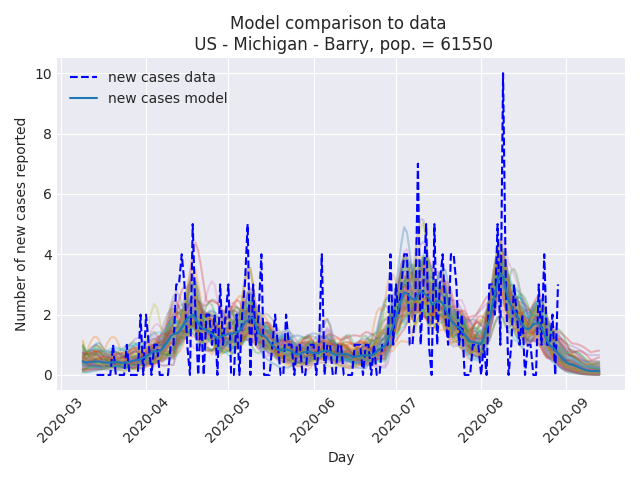 Model comparison to data
US - Michigan - Barry, pop. = 61550
Number of new cases reported
10
8
6
4
2
0
new cases data
new cases model
2020-03
2020-04
2020-05
2020-06
2020-07
2020-08
2020-09
Day